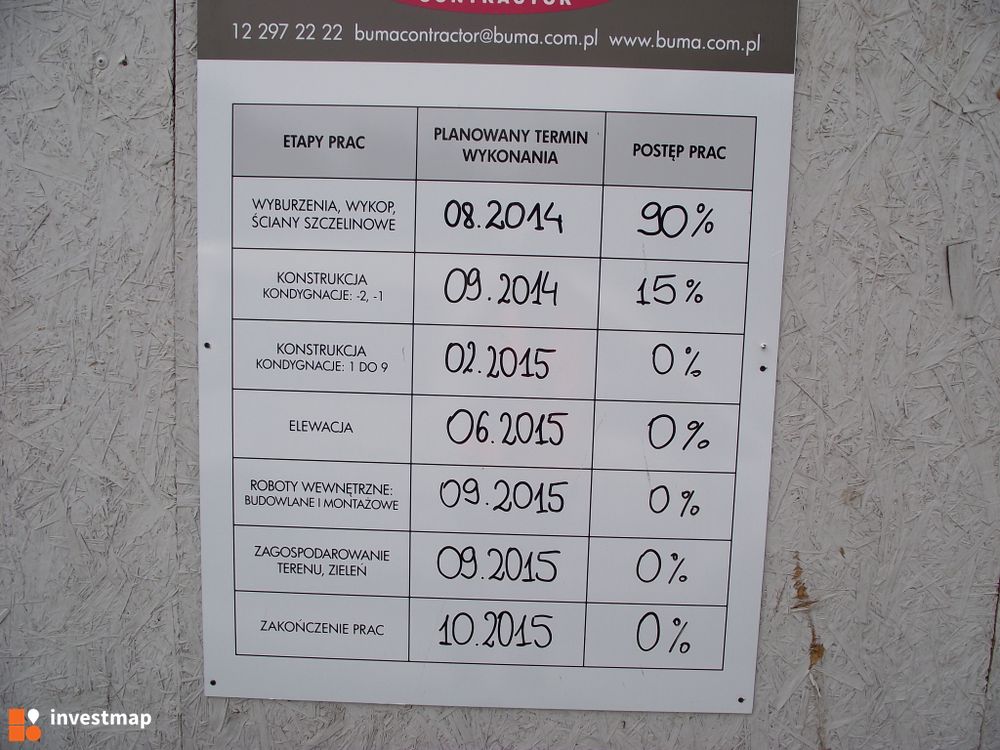 CONTRACTOR
12 297 22 22 bumacontractor@buma.com.pl www.buma.com.pl
ETAPY PRAC
PLANOWANY TERMIN
WYKONANIA
POSTĘP PRAC
WYBURZENIA, WYKOP,
ŚCIANY SZCZELINOWE
08.2014
90%
KONSTRUKCJA
KONDYGNACJE: -2, -1
09.2014
15%
KONSTRUKCJA
KONDYGNACJE: 1 DO 9
02.2015
0%
ELEWACJA
06.2015
0%
ROBOTY WEWNĘTRZNE:
BUDOWLANE I MONTAŻOWE
09.2015
0%
ZAGOSPODAROWANIE
TERENU, ZIELEŃ
09.2015
0%
ZAKOŃCZENIE PRAC
10.2015
0%
investmap